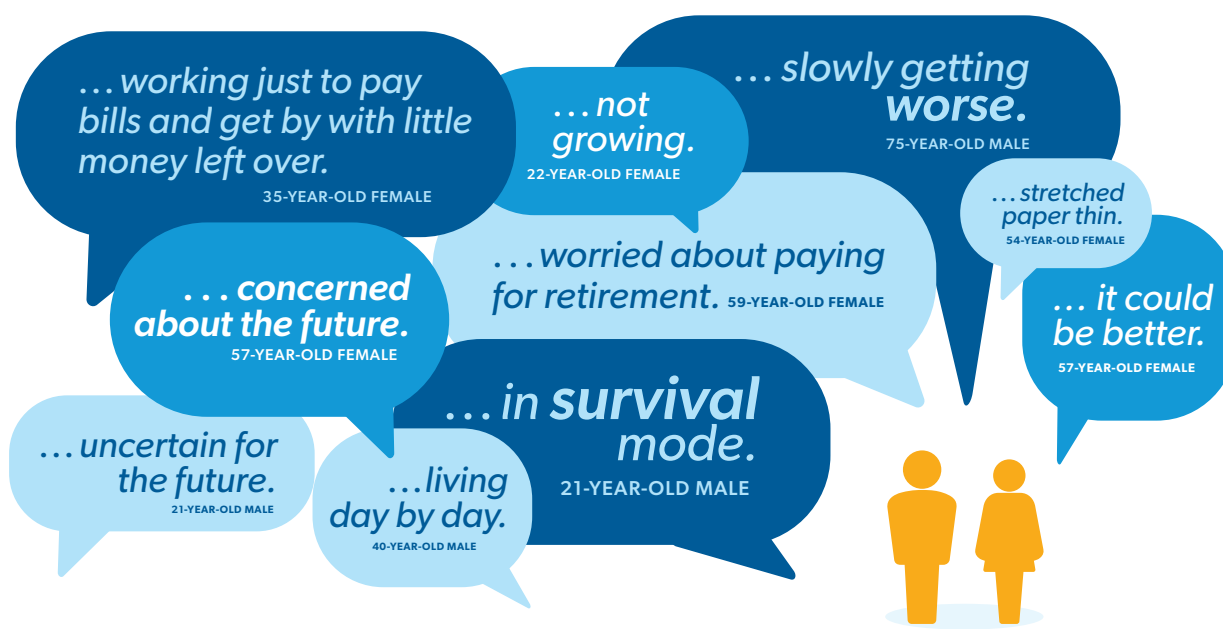 ...working just to pay
bills and get by with little
money left over.
35-YEAR-OLD FEMALE
...not
growing.
22-YEAR-OLD FEMALE
... slowly getting
worse.
75-YEAR-OLD MALE
...stretched
paper thin.
54-YEAR-OLD FEMALE
...worried about paying
for retirement. 59-YEAR-OLD FEMALE
...concerned
about the future.
57-YEAR-OLD FEMALE
... it could
be better.
57-YEAR-OLD FEMALE
...in survival
mode.
21-YEAR-OLD MALE
...uncertain for
the future.
21-YEAR-OLD MALE
...living
day by day.
40-YEAR-OLD MALE